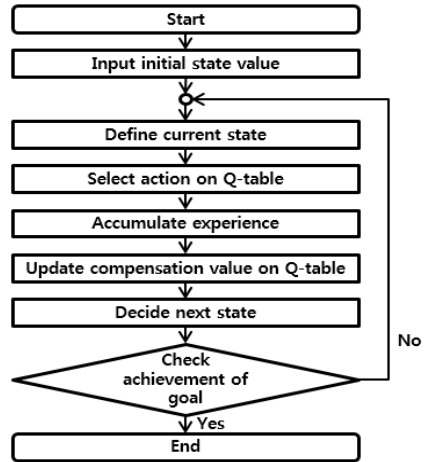 Start
Input initial state value
Define current state
Select action on Q-table
Accumulate experience
Update compensation value on Q-table
Decide next state
Check
achievement of
goal
No
Yes
End